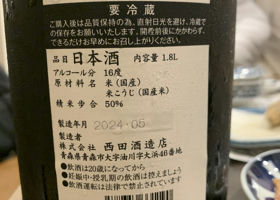 要冷蔵
ご購入後は品質保持の為、直射日光を避け、冷蔵で
の保存をお願いいたします。開栓前後にかかわらず、
できるだけお早めにお召し上がりください。
品目 日本酒 内容量 1.8L
アルコール分 16度
原材料名 米(国産)
米こうじ(国産米)
精米歩合 50%
製造年月 2024.05
製造者
株式会社 西田酒造店
青森県青森市大字油川字大浜46番地
●飲酒は20歳になってから
●妊娠中・授乳期の飲酒はお控えください
●飲酒運転は法律で禁止されています